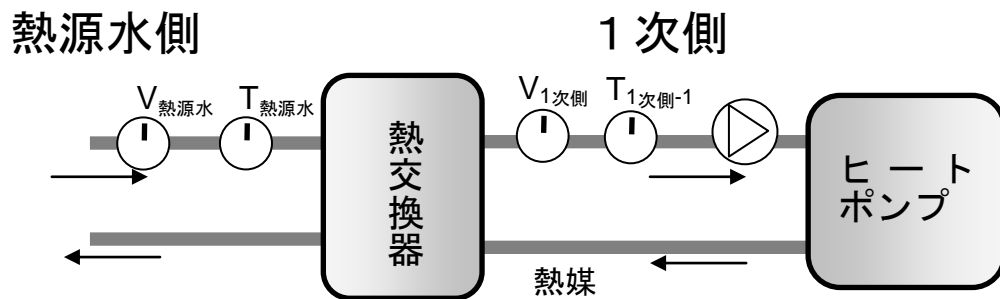 熱源水側
1次側
V熱源水
T熱源水
V1次側
T1次側-1
熱交換器
ヒート
ポンプ
熱媒